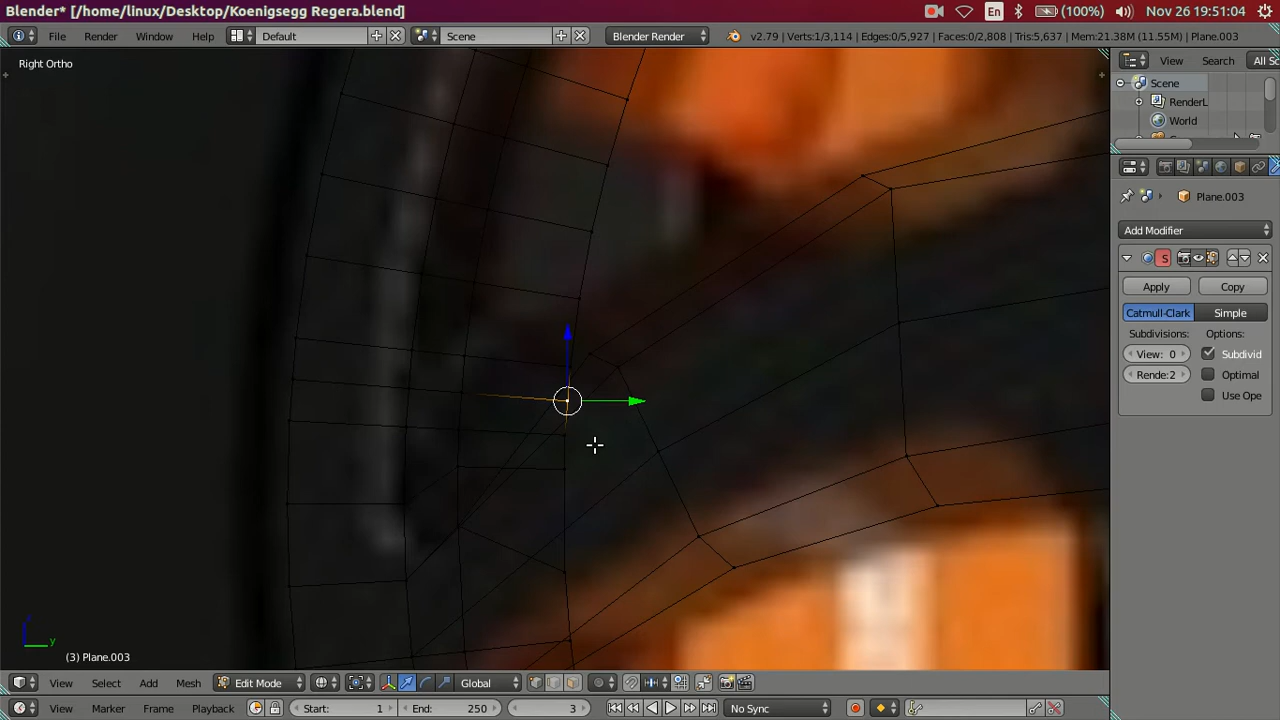 Blender* [/home/linux/Desktop/Koenigsegg Regera.blend]
En
(100%)
Nov 26 19:51:04
File
Render
Window
Help
Default
Scene
Blender Render
v2.79 | Verts:1/3,114 | Edges:0/5,927 | Faces:0/2,808 | Tris:5,637 | Mem:21.38M (11.55M) | Plane.003
Right Ortho
View
Search
All Sc
Scene
RenderL
World
Plane.003
Add Modifier
S
Apply
Copy
Catmull-Clark
Simple
Subdivisions:
Options:
View: 0
Subdivid
Rende:2
Optimal
Use Ope
z
y
(3) Plane.003
View
Select
Add
Mesh
Edit Mode
Global
View
Marker
Frame
Playback
Start: 1
End: 250
3
No Sync